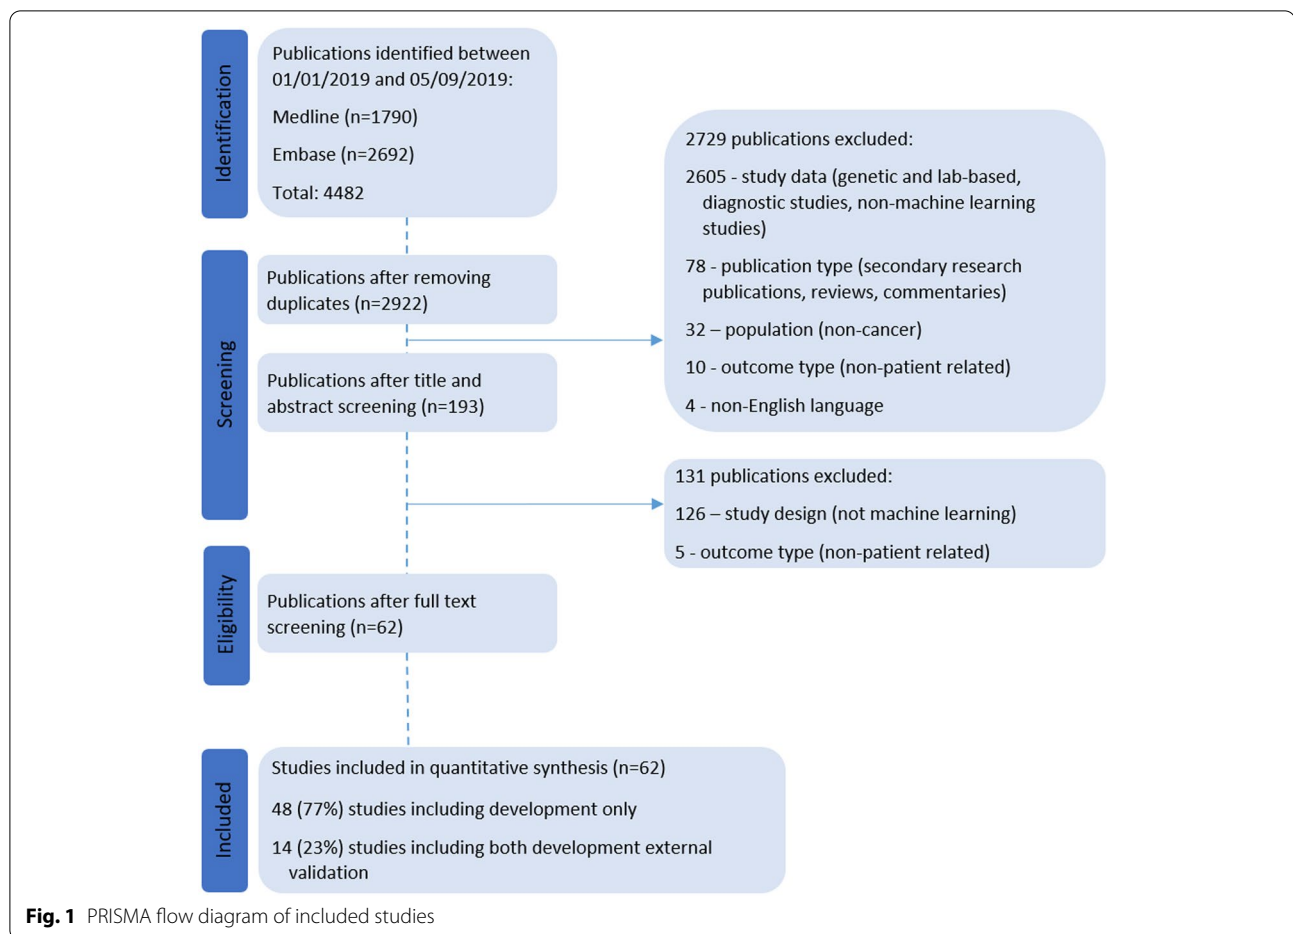 Identification
Publications identified between
01/01/2019 and 05/09/2019:
Medline (n=1790)
Embase (n=2692)
Total: 4482
2729 publications excluded:
2605 - study data (genetic and lab-based,
diagnostic studies, non-machine learning
studies)
78 - publication type (secondary research
publications, reviews, commentaries)
32 – population (non-cancer)
10 - outcome type (non-patient related)
4 - non-English language
Screening
Publications after removing
duplicates (n=2922)
Publications after title and
abstract screening (n=193)
131 publications excluded:
126 – study design (not machine learning)
5 - outcome type (non-patient related)
Eligibility
Publications after full text
screening (n=62)
Included
Studies included in quantitative synthesis (n=62)
48 (77%) studies including development only
14 (23%) studies including both development external
validation
Fig. 1 PRISMA flow diagram of included studies